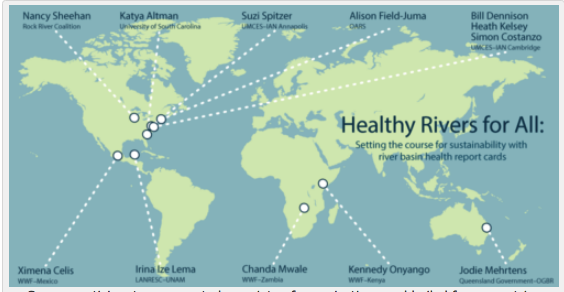 Nancy Sheehan
Rock River Coalition
Katya Altman
University of South Carolina
Suzi Spitzer
UMCES-IAN Annapolis
Alison Field-Juma
OARS
Bill Dennison
Heath Kelsey
Simon Costanzo
UMCES-IAN Cambridge
Healthy Rivers for All:
Setting the course for sustainability with
river basin health report cards
Ximena Celis
WWF-Mexico
Irina Ize Lema
LANRESC-UNAM
Chanda Mwale
WWF-Zambia
Kennedy Onyango
WWF-Kenya
Jodie Mehrtens
Queensland Government-OGBR